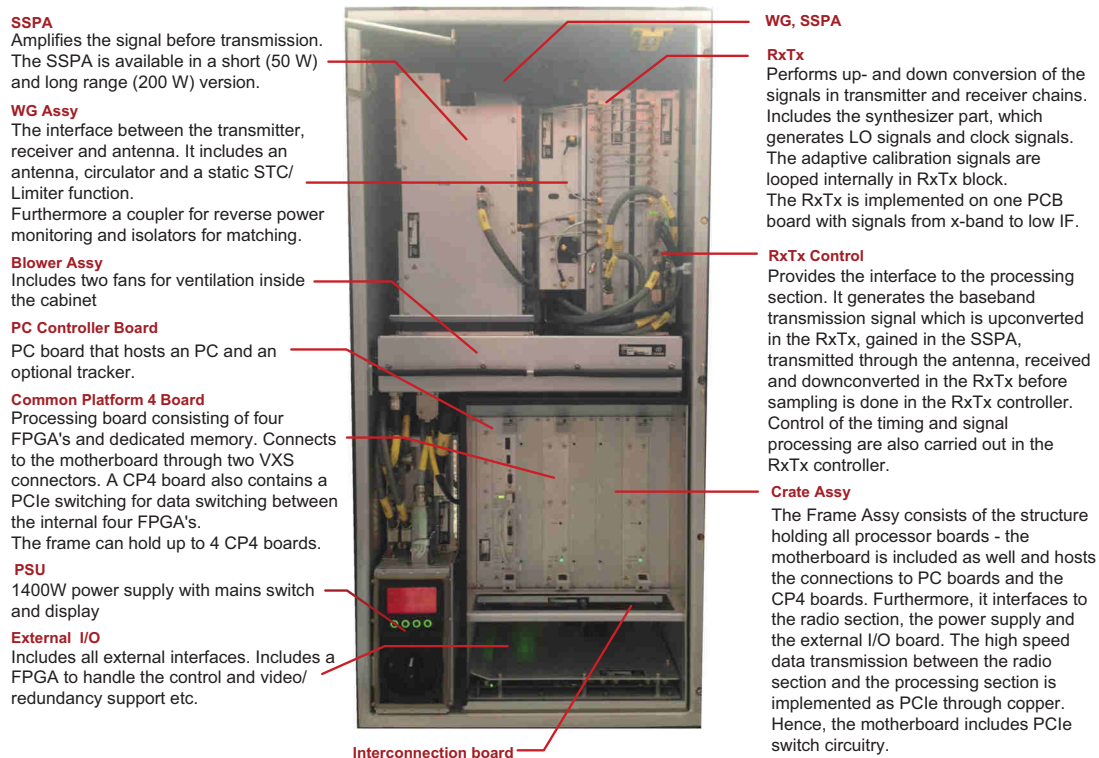 SSPA
Amplifies the signal before transmission.
The SSPA is available in a short (50 W)
and long range (200 W) version.
WG Assy
The interface between the transmitter,
receiver and antenna. It includes an
antenna, circulator and a static STC/
Limiter function.
Furthermore a coupler for reverse power
monitoring and isolators for matching.
Blower Assy
Includes two fans for ventilation inside
the cabinet
PC Controller Board
PC board that hosts an PC and an
optional tracker.
Common Platform 4 Board
Processing board consisting of four
FPGA's and dedicated memory. Connects
to the motherboard through two VXS
connectors. A CP4 board also contains a
PCIe switching for data switching between
the internal four FPGA's.
The frame can hold up to 4 CP4 boards.
PSU
1400W power supply with mains switch
and display
External I/O
Includes all external interfaces. Includes a
FPGA to handle the control and video/
redundancy support etc.
Interconnection board
WG, SSPA
RxTx
Performs up- and down conversion of the
signals in transmitter and receiver chains.
Includes the synthesizer part, which
generates LO signals and clock signals.
The adaptive calibration signals are
looped internally in RxTx block.
The RxTx is implemented on one PCB
board with signals from x-band to low IF.
RxTx Control
Provides the interface to the processing
section. It generates the baseband
transmission signal which is upconverted
in the RxTx, gained in the SSPA,
transmitted through the antenna, received
and downconverted in the RxTx before
sampling is done in the RxTx controller.
Control of the timing and signal
processing are also carried out in the
RxTx controller.
Crate Assy
The Frame Assy consists of the structure
holding all processor boards - the
motherboard is included as well and hosts
the connections to PC boards and the
CP4 boards. Furthermore, it interfaces to
the radio section, the power supply and
the external I/O board. The high speed
data transmission between the radio
section and the processing section is
implemented as PCIe through copper.
Hence, the motherboard includes PCIe
switch circuitry.